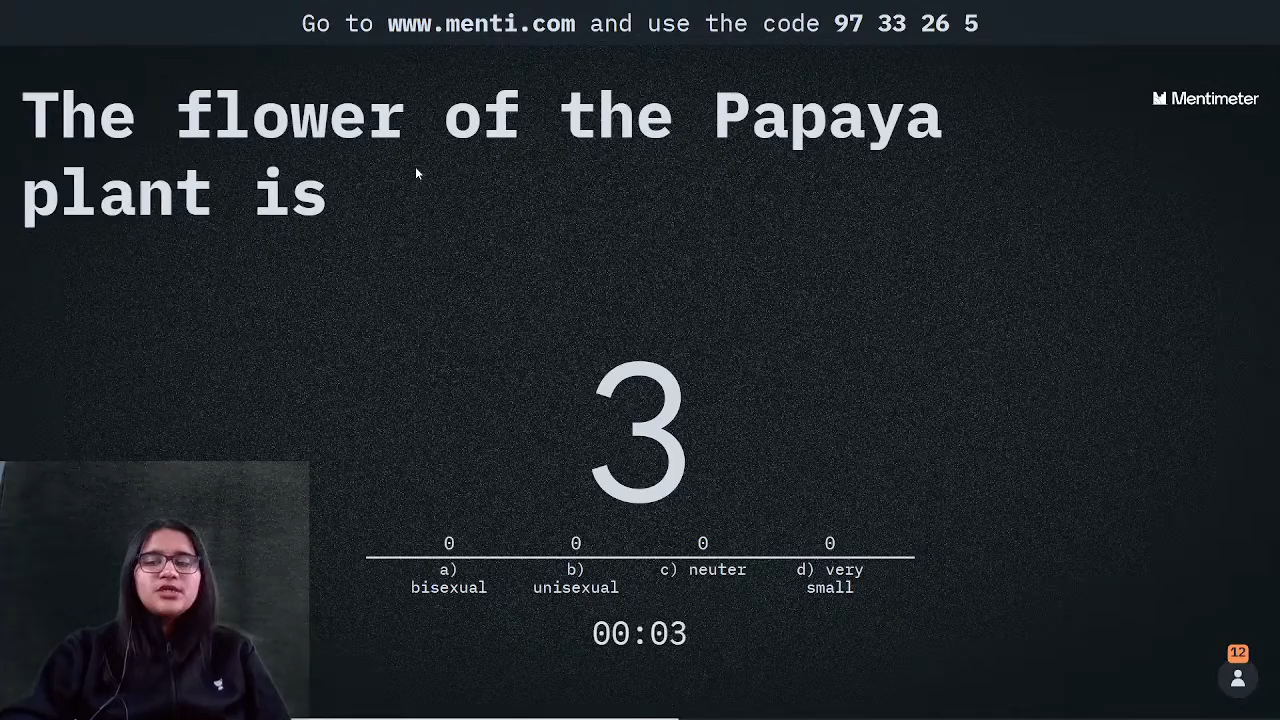 Go to www.menti.com and use the code 97 33 26 5
Mentimeter
The flower of the Papaya
plant is
3
0 0 0 0
a) b) c) neuter d) very
bisexual unisexual small
00:03
12